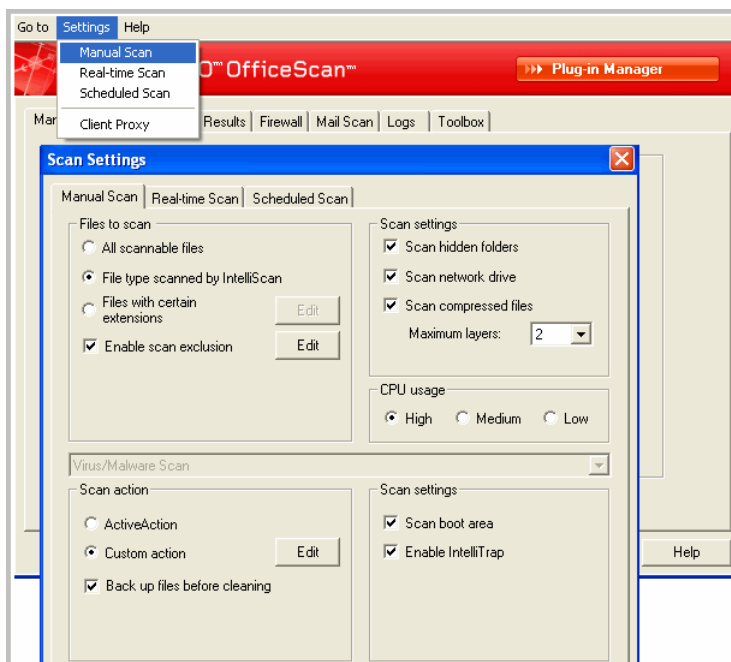 Go to Settings Help
Manual Scan
Real-time Scan
Scheduled Scan
Client Proxy
OfficeScan™
Plug-in Manager
Results Firewall Mail Scan Logs Toolbox
Scan Settings
Manual Scan Real-time Scan Scheduled Scan
Files to scan
All scannable files
File type scanned by IntelliScan
Files with certain
extensions
Edit
Enable scan exclusion
Edit
Scan settings
Scan hidden folders
Scan network drive
Scan compressed files
Maximum layers: 2
CPU usage
High Medium Low
Virus/Malware Scan
Scan action
ActiveAction
Custom action
Edit
Back up files before cleaning
Scan settings
Scan boot area
Enable IntelliTrap
Help